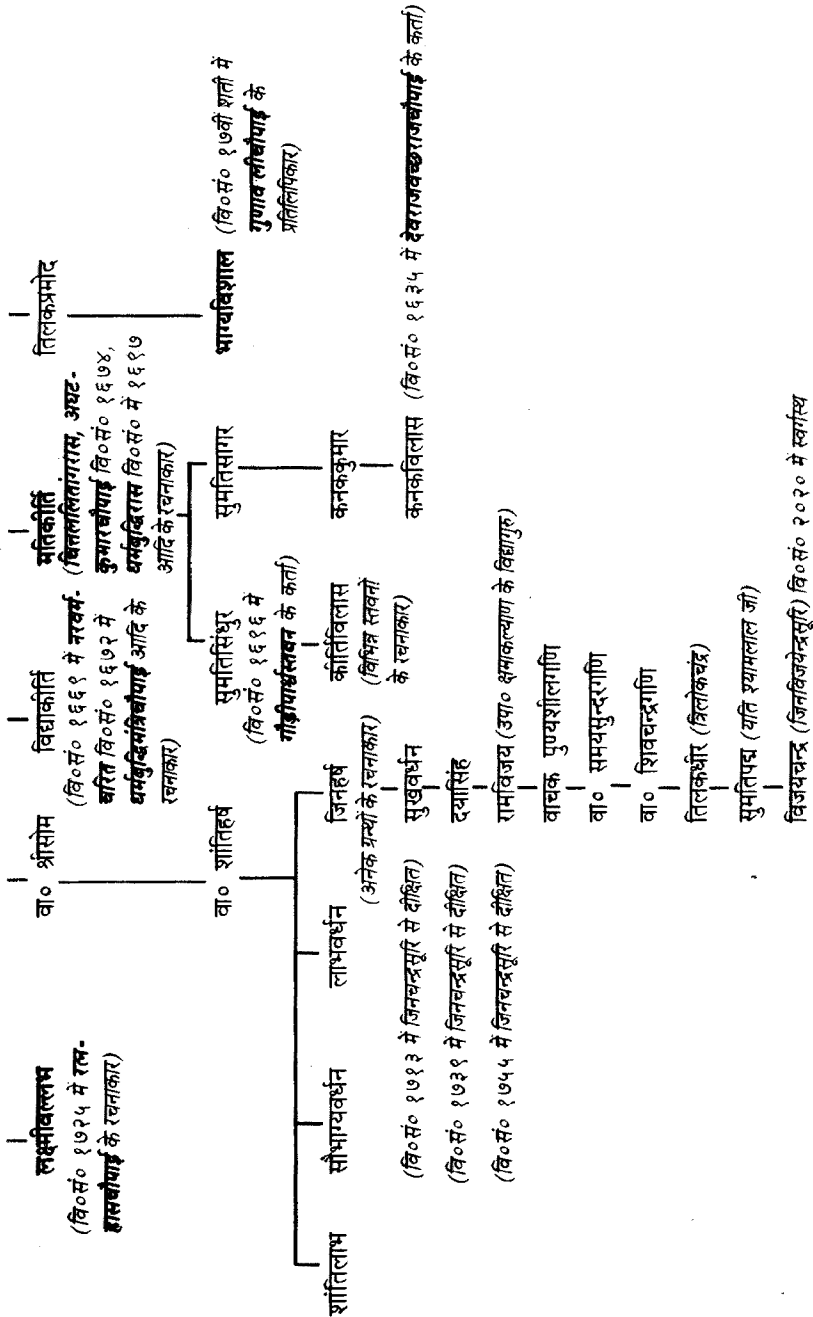 लक्ष्मीवल्लभ
(वि०सं० १७२५ में रत्न-
हासचौपाई के रचनाकार)
वा० श्रीसोम
विद्याकीर्ति
(वि०सं० १६६९ में नरवर्म-
चरित वि०सं० १६७२ में
धर्मबुद्धिमंत्रिचौपाई आदि के
रचनाकार)
मतिकीर्ति
(चित्तललितांगरास, अघट-
कुमारचौपाई वि०सं० १६७४,
धर्मबुद्धिरास वि०सं० में १६९७
आदि के रचनाकार)
तिलकप्रमोद
वा० शांतिहर्ष
सुमतिसिंधुर
(वि०सं० १६९६ में
गौड़ीपार्श्वस्तवन के कर्ता)
सुमतिसागर
भाग्यविशाल
(वि०सं० १७वीं शती में
गुणावलीचौपाई के
प्रतिलिपिकार)
शांतिलाभ
सौभाग्यवर्धन
लाभवर्धन
जिनहर्ष
(अनेक ग्रन्थों के रचनाकार)
कीर्तिविलास
(विभिन्न स्तवनों
के रचनाकार)
कनककुमार
(वि०सं० १७१३ में जिनचन्द्रसूरि से दीक्षित)
सुखवर्धन
कनकविलास (वि०सं० १६३५ में देवराजवच्छराजचौपाई के कर्ता)
(वि०सं० १७३९ में जिनचन्द्रसूरि से दीक्षित)
दयासिंह
(वि०सं० १७५५ में जिनचन्द्रसूरि से दीक्षित)
रामविजय (उपा० क्षमाकल्याण के विद्यागुरु)
वाचक पुण्यशीलगणि
वा० समयसुन्दरगणि
वा० शिवचन्द्रगणि
तिलकधीर (त्रिलोकचंद्र)
सुमतिपद्म (यति श्यामलाल जी)
विजयचन्द्र (जिनविजयेन्द्रसूरि) वि०सं० २०२० में स्वर्गस्थ